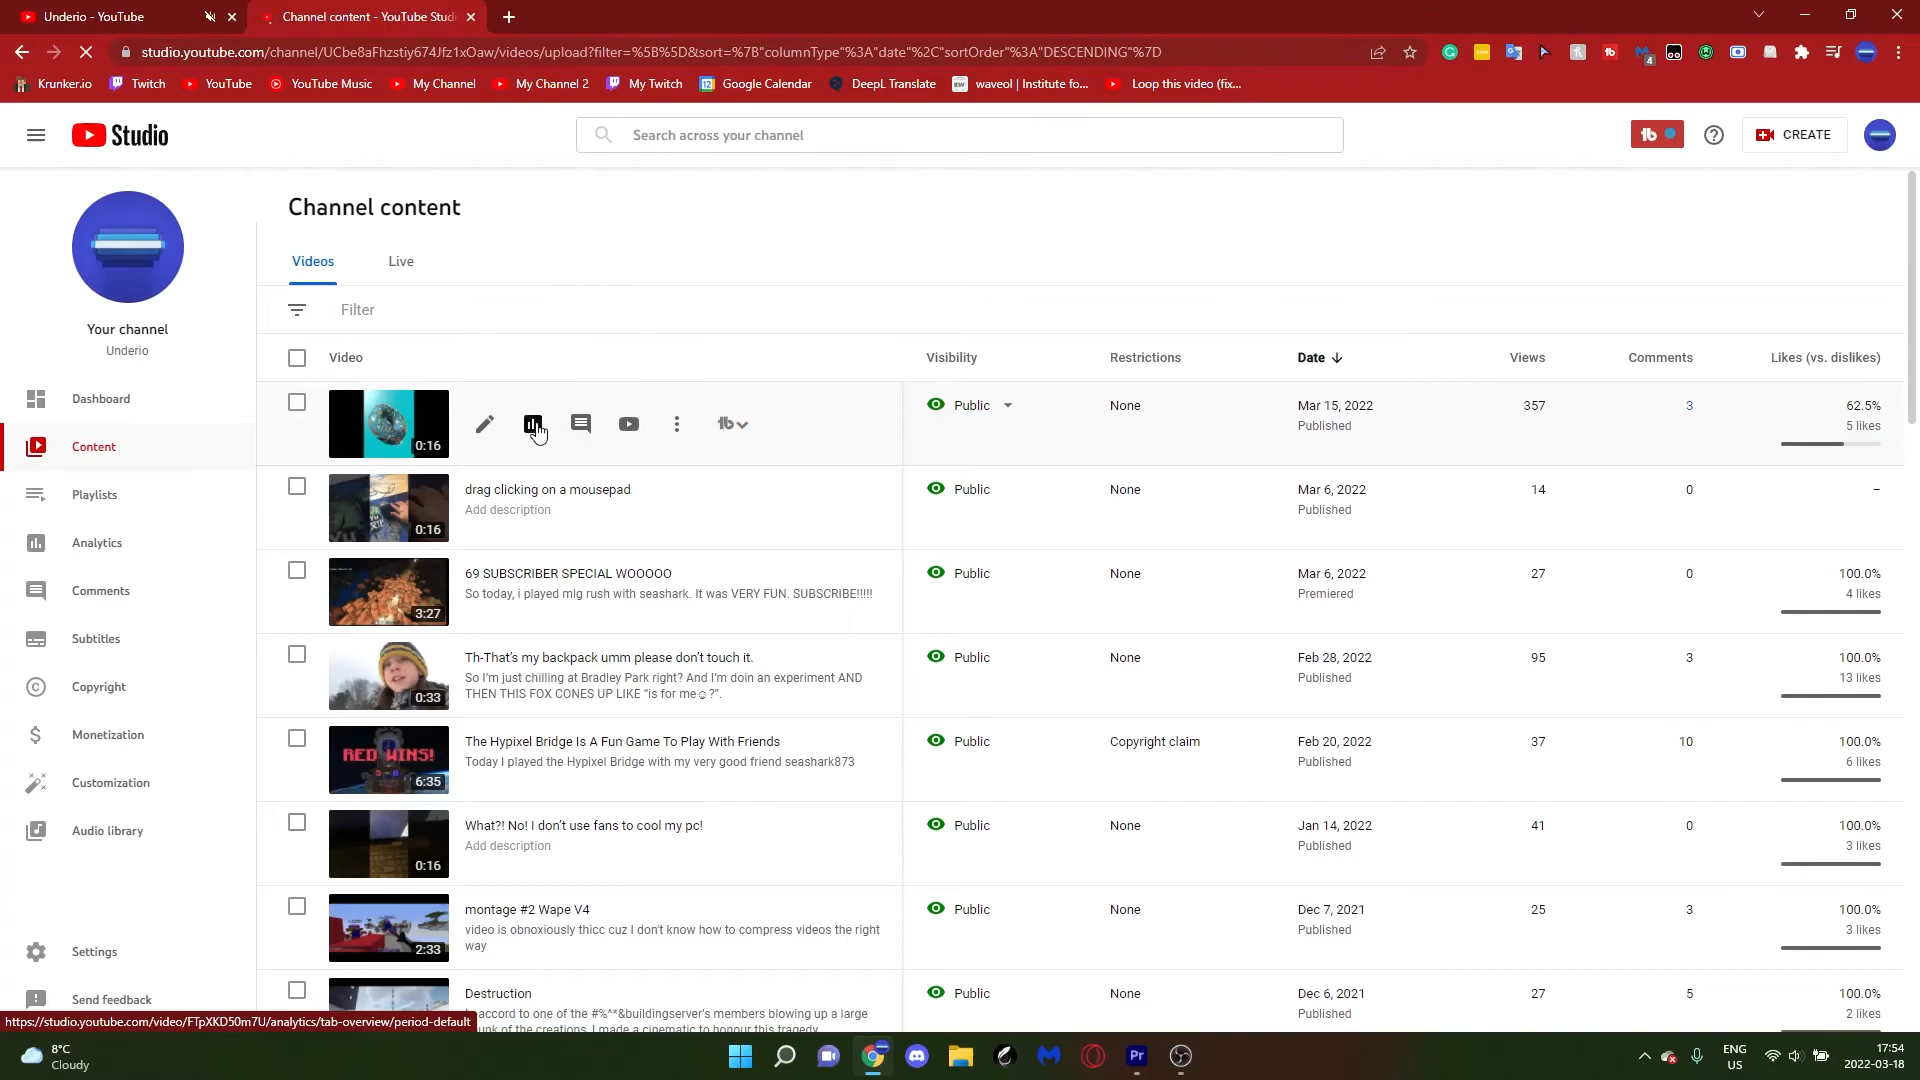 Underio - YouTube
Channel content - YouTube Studi
studio.youtube.com/channel/UCbe8aFhzstiy674Jfz1xOaw/videos/upload?filter=%5B%5D&sort=%7B"columnType"%3A"date"%2C"sortOrder"%3A"DESCENDING"%7D
4
Krunker.io
Twitch
YouTube
YouTube Music
My Channel
My Channel 2
My Twitch
12
Google Calendar
DeepL Translate
EW
waveol | Institute fo...
Loop this video (fix...
Studio
Search across your channel
CREATE
Your channel
Underio
Dashboard
Content
Playlists
Analytics
Comments
Subtitles
Copyright
Monetization
Customization
Audio library
Settings
Send feedback
Channel content
Videos
Live
Filter
Video
Visibility
Restrictions
Date
Views
Comments
Likes (vs. dislikes)
0:16
Public
None
Mar 15, 2022
Published
357
3
62.5%
5 likes
0:16
drag clicking on a mousepad
Add description
Public
None
Mar 6, 2022
Published
14
0
–
3:27
69 SUBSCRIBER SPECIAL WOOOOO
So today, i played mlg rush with seashark. It was VERY FUN. SUBSCRIBE!!!!!
Public
None
Mar 6, 2022
Premiered
27
0
100.0%
4 likes
0:33
Th-That's my backpack umm please don't touch it.
So I'm just chilling at Bradley Park right? And I'm doin an experiment AND
THEN THIS FOX CONES UP LIKE “is for me☺?”.
Public
None
Feb 28, 2022
Published
95
3
100.0%
13 likes
RED WINS!
6:35
The Hypixel Bridge Is A Fun Game To Play With Friends
Today I played the Hypixel Bridge with my very good friend seashark873
Public
Copyright claim
Feb 20, 2022
Published
37
10
100.0%
6 likes
0:16
What?! No! I don't use fans to cool my pc!
Add description
Public
None
Jan 14, 2022
Published
41
0
100.0%
3 likes
2:33
montage #2 Wape V4
video is obnoxiously thicc cuz I don't know how to compress videos the right
way
Public
None
Dec 7, 2021
Published
25
3
100.0%
3 likes
Destruction
accord to one of the #%^*&buildingserver's members blowing up a large
unk of the creations, I made a cinematic to honour this tragedy
Public
None
Dec 6, 2021
Published
27
5
100.0%
2 likes
https://studio.youtube.com/video/FTpXKD50m7U/analytics/tab-overview/period-default
8°C
Cloudy
Pr
ENG
US
17:54
2022-03-18